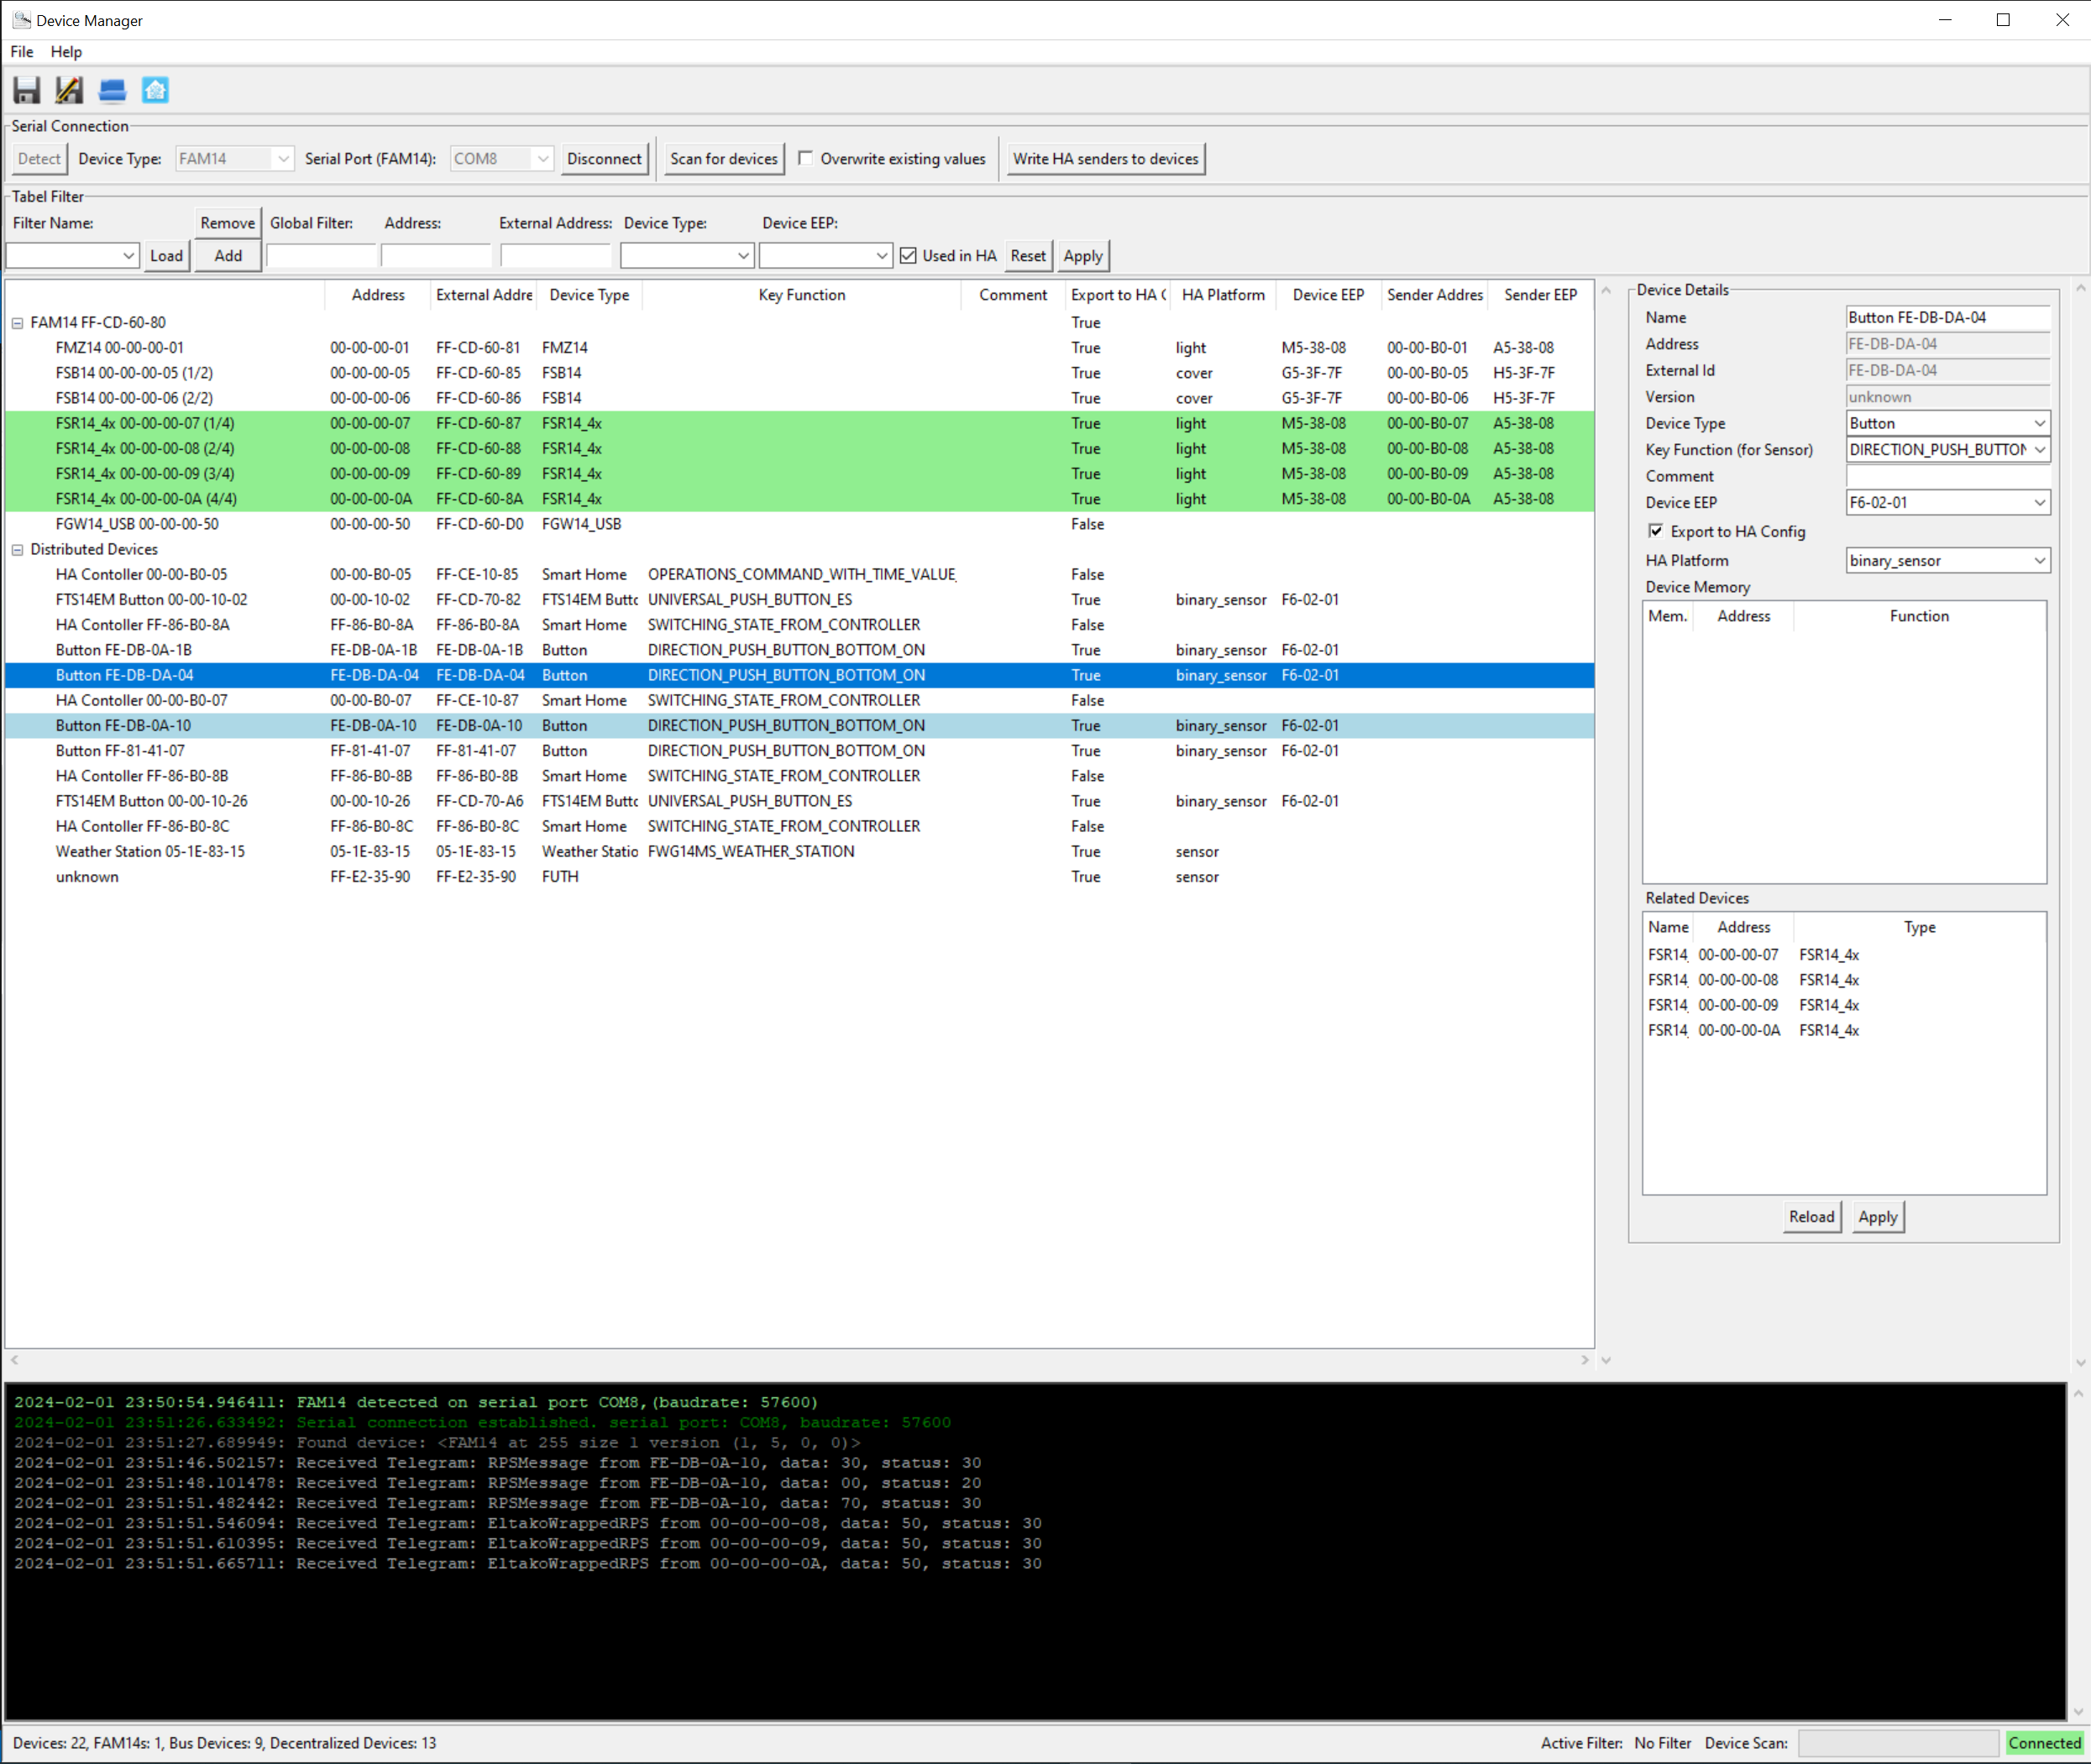 Device Manager
File Help
Serial Connection
Detect Device Type: FAM14 Serial Port (FAM14): COM8 Disconnect Scan for devices Overwrite existing values Write HA senders to devices
Tabel Filter
Filter Name: Remove Global Filter: Address: External Address: Device Type: Device EEP:
Load Add Used in HA Reset Apply
Address External Addre Device Type Key Function Comment Export to HA C HA Platform Device EEP Sender Addres Sender EEP
FAM14 FF-CD-60-80 True
FMZ14 00-00-00-01 00-00-00-01 FF-CD-60-81 FMZ14 True light M5-38-08 00-00-B0-01 A5-38-08
FSB14 00-00-00-05 (1/2) 00-00-00-05 FF-CD-60-85 FSB14 True cover G5-3F-7F 00-00-B0-05 H5-3F-7F
FSB14 00-00-00-06 (2/2) 00-00-00-06 FF-CD-60-86 FSB14 True cover G5-3F-7F 00-00-B0-06 H5-3F-7F
FSR14_4x 00-00-00-07 (1/4) 00-00-00-07 FF-CD-60-87 FSR14_4x True light M5-38-08 00-00-B0-07 A5-38-08
FSR14_4x 00-00-00-08 (2/4) 00-00-00-08 FF-CD-60-88 FSR14_4x True light M5-38-08 00-00-B0-08 A5-38-08
FSR14_4x 00-00-00-09 (3/4) 00-00-00-09 FF-CD-60-89 FSR14_4x True light M5-38-08 00-00-B0-09 A5-38-08
FSR14_4x 00-00-00-0A (4/4) 00-00-00-0A FF-CD-60-8A FSR14_4x True light M5-38-08 00-00-B0-0A A5-38-08
FGW14_USB 00-00-00-50 00-00-00-50 FF-CD-60-D0 FGW14_USB False
Distributed Devices
HA Contoller 00-00-B0-05 00-00-B0-05 FF-CE-10-85 Smart Home OPERATIONS_COMMAND_WITH_TIME_VALUE_ False
FTS14EM Button 00-00-10-02 00-00-10-02 FF-CD-70-82 FTS14EM Buttc UNIVERSAL_PUSH_BUTTON_ES True binary_sensor F6-02-01
HA Contoller FF-86-B0-8A FF-86-B0-8A FF-86-B0-8A Smart Home SWITCHING_STATE_FROM_CONTROLLER False
Button FE-DB-0A-1B FE-DB-0A-1B FE-DB-0A-1B Button DIRECTION_PUSH_BUTTON_BOTTOM_ON True binary_sensor F6-02-01
Button FE-DB-DA-04 FE-DB-DA-04 FE-DB-DA-04 Button DIRECTION_PUSH_BUTTON_BOTTOM_ON True binary_sensor F6-02-01
HA Contoller 00-00-B0-07 00-00-B0-07 FF-CE-10-87 Smart Home SWITCHING_STATE_FROM_CONTROLLER False
Button FE-DB-0A-10 FE-DB-0A-10 FE-DB-0A-10 Button DIRECTION_PUSH_BUTTON_BOTTOM_ON True binary_sensor F6-02-01
Button FF-81-41-07 FF-81-41-07 FF-81-41-07 Button DIRECTION_PUSH_BUTTON_BOTTOM_ON True binary_sensor F6-02-01
HA Contoller FF-86-B0-8B FF-86-B0-8B FF-86-B0-8B Smart Home SWITCHING_STATE_FROM_CONTROLLER False
FTS14EM Button 00-00-10-26 00-00-10-26 FF-CD-70-A6 FTS14EM Buttc UNIVERSAL_PUSH_BUTTON_ES True binary_sensor F6-02-01
HA Contoller FF-86-B0-8C FF-86-B0-8C FF-86-B0-8C Smart Home SWITCHING_STATE_FROM_CONTROLLER False
Weather Station 05-1E-83-15 05-1E-83-15 05-1E-83-15 Weather Statio FWG14MS_WEATHER_STATION True sensor
unknown FF-E2-35-90 FF-E2-35-90 FUTH True sensor
Device Details
Name Button FE-DB-DA-04
Address FE-DB-DA-04
External Id FE-DB-DA-04
Version unknown
Device Type Button
Key Function (for Sensor) DIRECTION_PUSH_BUTTON
Comment
Device EEP F6-02-01
Export to HA Config
HA Platform binary_sensor
Device Memory
Mem. Address Function
Related Devices
Name Address Type
FSR14_ 00-00-00-07 FSR14_4x
FSR14_ 00-00-00-08 FSR14_4x
FSR14_ 00-00-00-09 FSR14_4x
FSR14_ 00-00-00-0A FSR14_4x
Reload Apply
2024-02-01 23:50:54.946411: FAM14 detected on serial port COM8,(baudrate: 57600)
2024-02-01 23:51:26.633492: Serial connection established. serial port: COM8, baudrate: 57600
2024-02-01 23:51:27.689949: Found device: <FAM14 at 255 size 1 version (1, 5, 0, 0)>
2024-02-01 23:51:46.502157: Received Telegram: RPSMessage from FE-DB-0A-10, data: 30, status: 30
2024-02-01 23:51:48.101478: Received Telegram: RPSMessage from FE-DB-0A-10, data: 00, status: 20
2024-02-01 23:51:51.482442: Received Telegram: RPSMessage from FE-DB-0A-10, data: 70, status: 30
2024-02-01 23:51:51.546094: Received Telegram: EltakoWrappedRPS from 00-00-00-08, data: 50, status: 30
2024-02-01 23:51:51.610395: Received Telegram: EltakoWrappedRPS from 00-00-00-09, data: 50, status: 30
2024-02-01 23:51:51.665711: Received Telegram: EltakoWrappedRPS from 00-00-00-0A, data: 50, status: 30
Devices: 22, FAM14s: 1, Bus Devices: 9, Decentralized Devices: 13 Active Filter: No Filter Device Scan: Connected